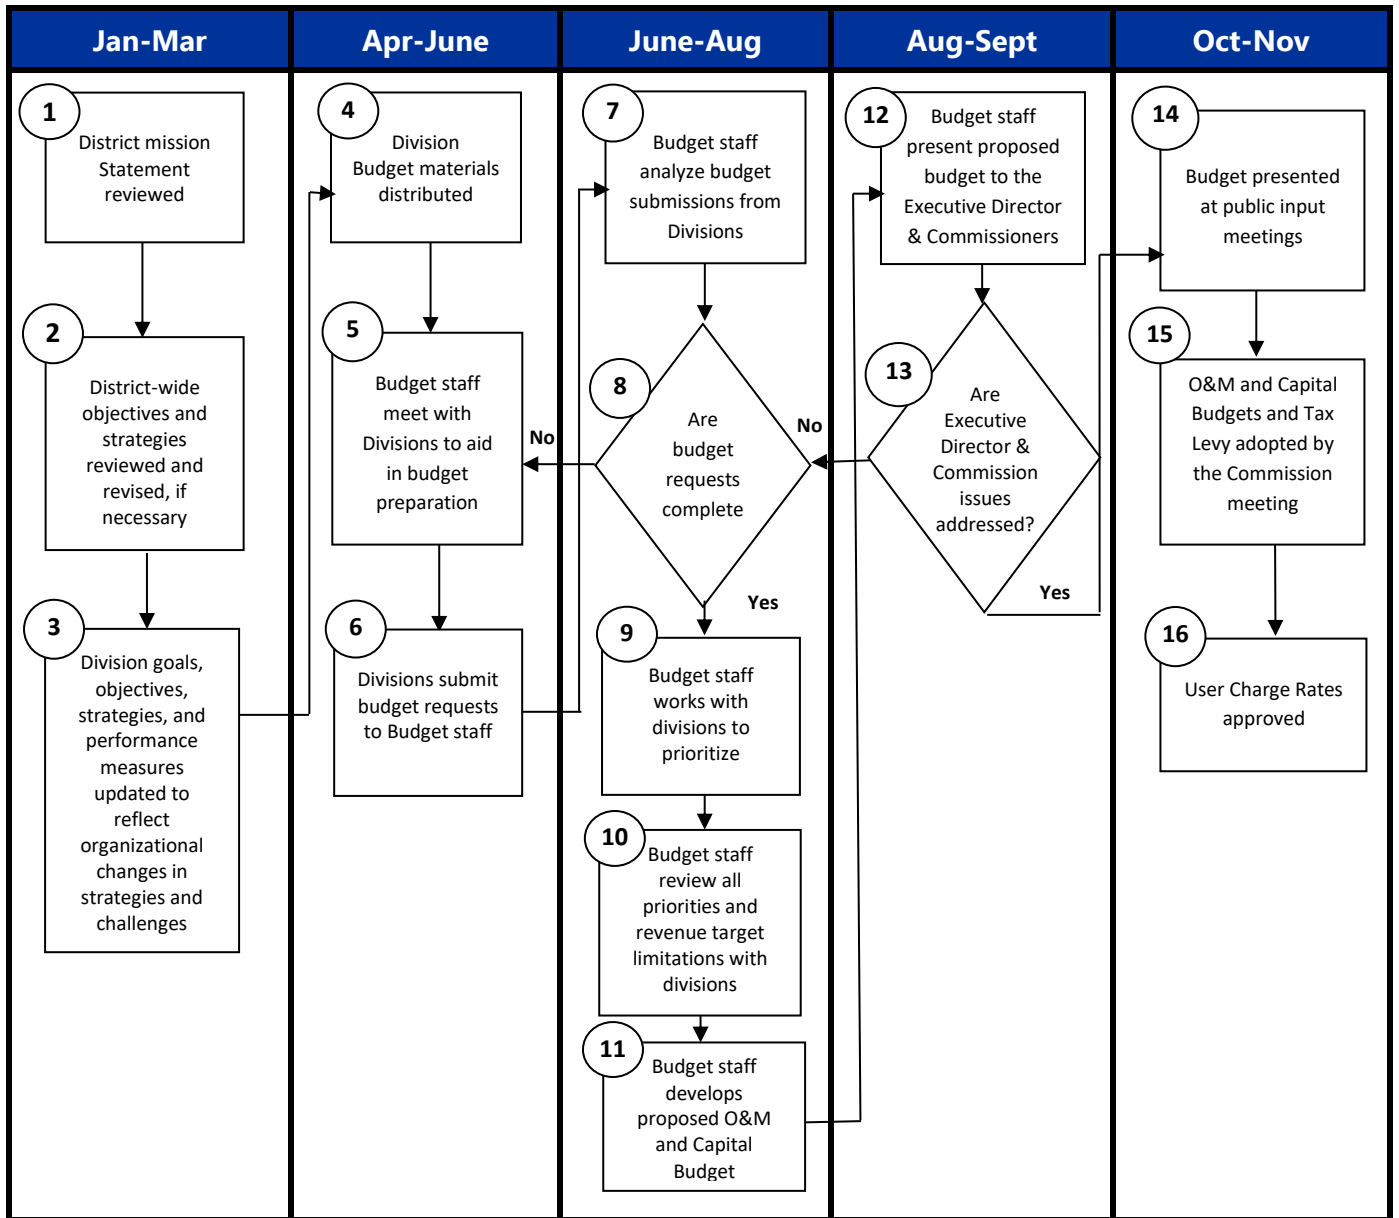 Jan-Mar
Apr-June
June-Aug
Aug-Sept
Oct-Nov
1
District mission
Statement
reviewed
2
District-wide
objectives and
strategies
reviewed and
revised, if
necessary
3
Division goals,
objectives,
strategies, and
performance
measures
updated to
reflect
organizational
changes in
strategies and
challenges
4
Division
Budget materials
distributed
5
Budget staff
meet with
Divisions to aid
in budget
preparation
6
Divisions submit
budget requests
to Budget staff
7
Budget staff
analyze budget
submissions from
Divisions
8
Are
budget
requests
complete
No
Yes
9
Budget staff
works with
divisions to
prioritize
10
Budget staff
review all
priorities and
revenue target
limitations with
divisions
11
Budget staff
develops
proposed O&M
and Capital
Budget
12
Budget staff
present proposed
budget to the
Executive Director
& Commissioners
13
Are
Executive
Director &
Commission
issues
addressed?
No
Yes
14
Budget presented
at public input
meetings
15
O&M and Capital
Budgets and Tax
Levy adopted by
the Commission
meeting
16
User Charge Rates
approved